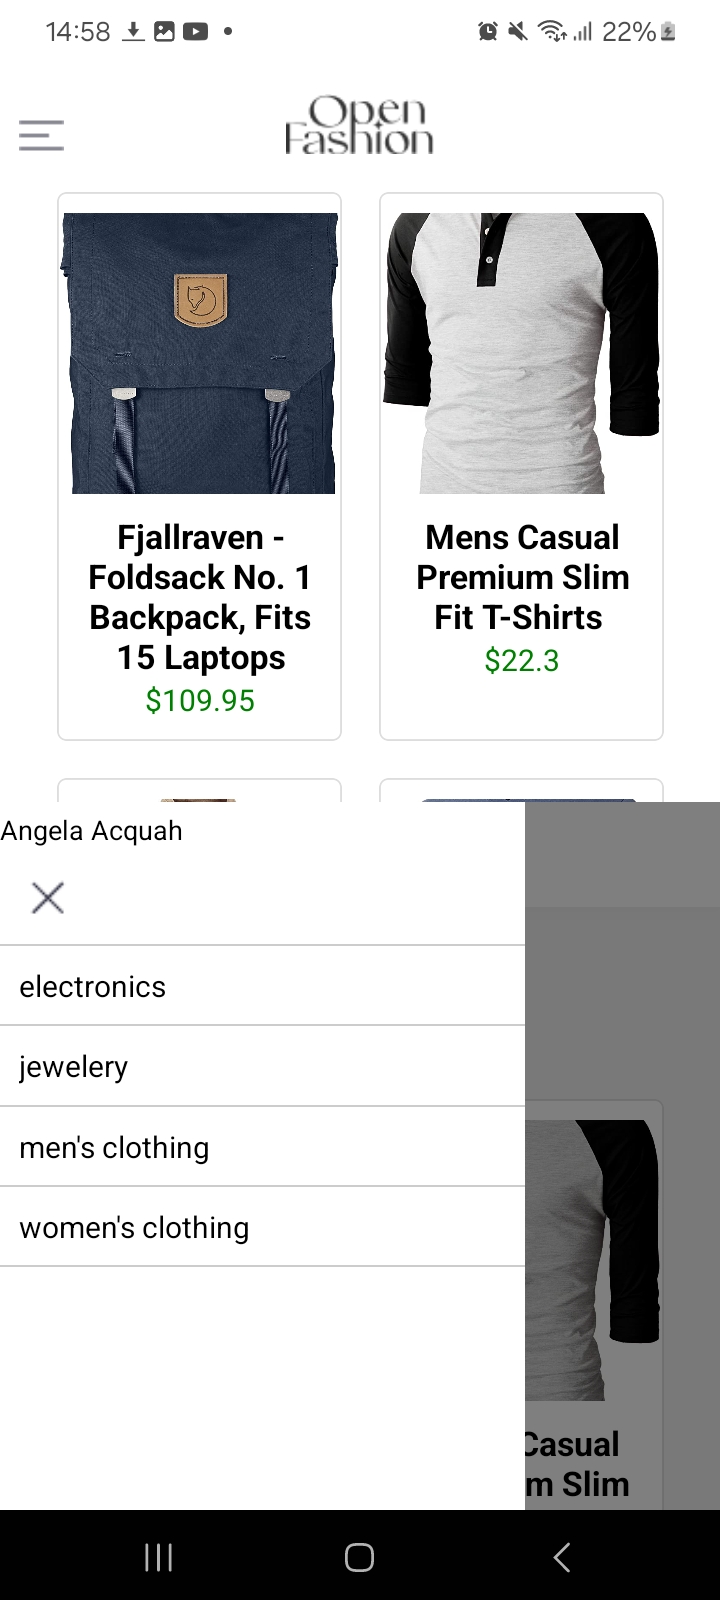 14:58
22%
Open
Fashion
Fjallraven -
Foldsack No. 1
Backpack, Fits
15 Laptops
$109.95
Mens Casual
Premium Slim
Fit T-Shirts
$22.3
Angela Acquah
electronics
jewelery
men's clothing
women's clothing
Casual
m Slim